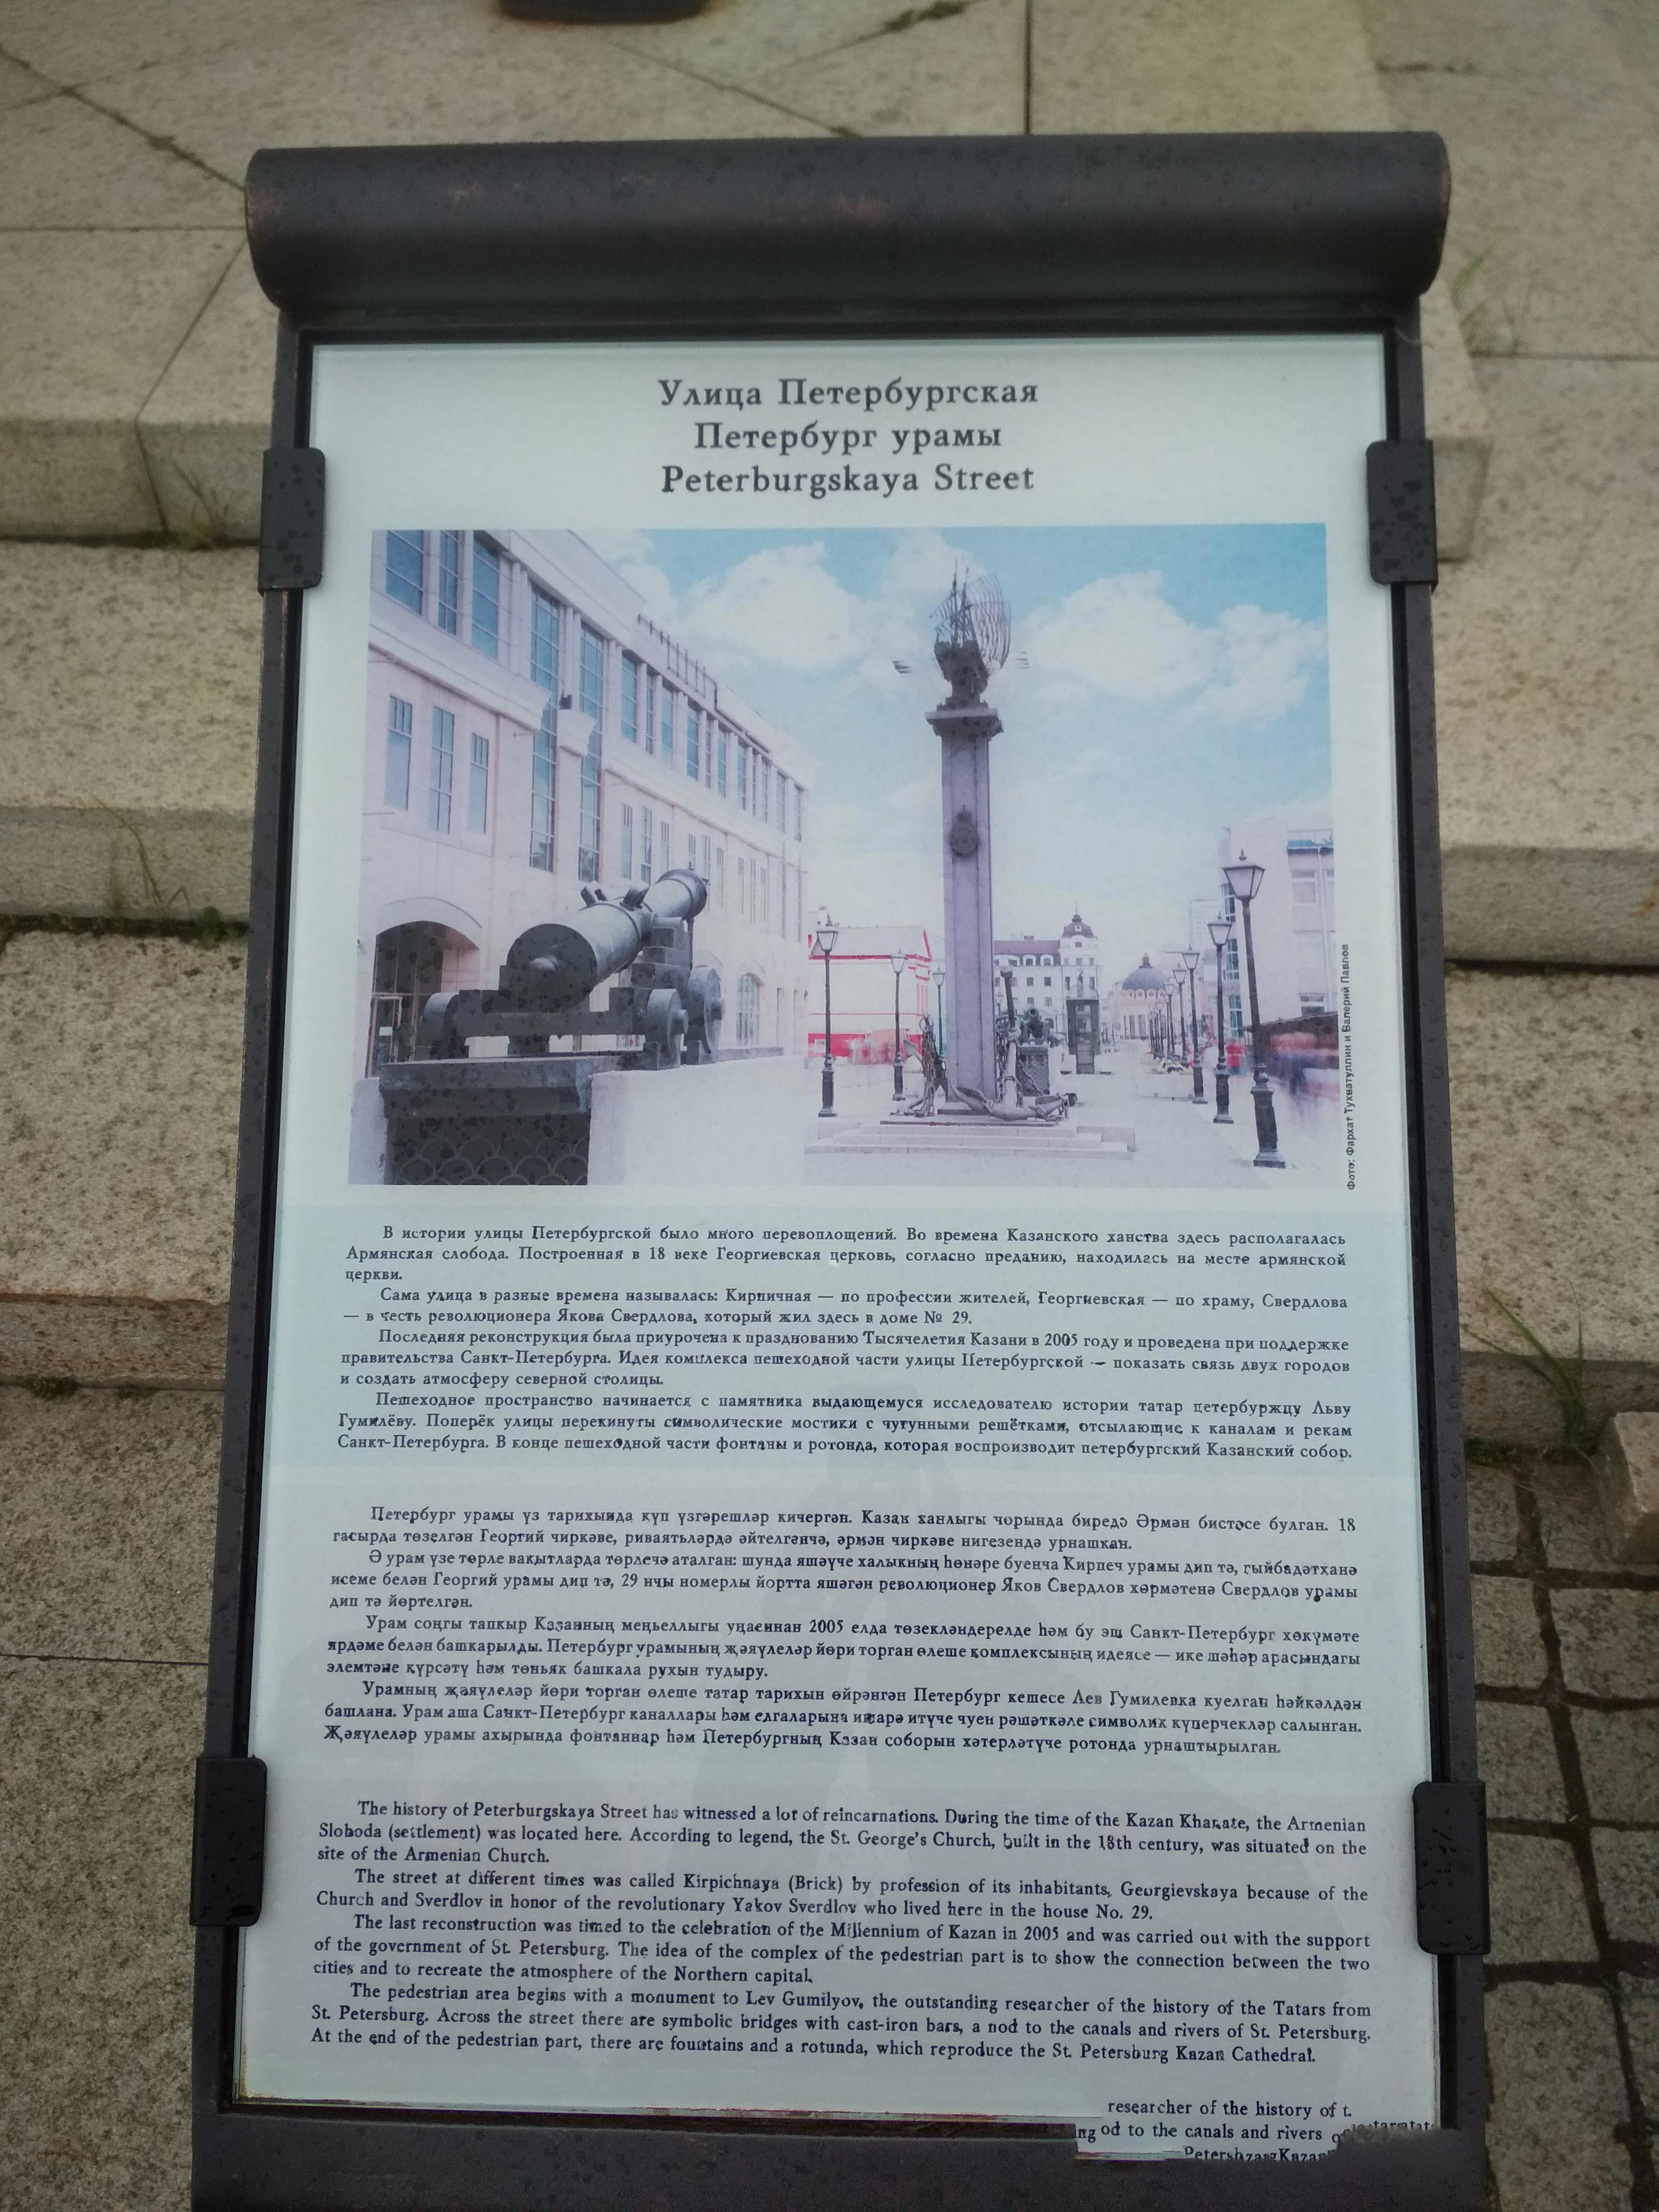 Улица Петербургская
Петербург урамы
Peterburgskaya Street
Фото: Фархат Тухватуллин и Валерий Павлов
В истории улицы Петербургской было много перевоплощений. Во времена Казанского ханства здесь располагалась
Армянская слобода. Построенная в 18 веке Георгиевская церковь, согласно преданию, находилась на месте армянской
церкви.
Сама улица в разные времена называлась: Кирпичная — по профессии жителей, Георгиевская — по храму, Свердлова
— в честь революционера Якова Свердлова, который жил здесь в доме № 29.
Последняя реконструкция была приурочена к празднованию Тысячелетия Казани в 2005 году и проведена при поддержке
правительства Санкт-Петербурга. Идея комплекса пешеходной части улицы Петербургской — показать связь двух городов
и создать атмосферу северной столицы.
Пешеходное пространство начинается с памятника выдающемуся исследователю истории татар петербуржцу Льву
Гумилёву. Поперёк улицы перекинуты символические мостики с чугунными решётками, отсылающие к каналам и рекам
Санкт-Петербурга. В конце пешеходной части фонтаны и ротонда, которая воспроизводит петербургский Казанский собор.
Петербург урамы үз тарихында күп үзгәрешләр кичергән. Казан ханлыгы чорында биредә Әрмән бистәсе булган. 18
гасырда төзелгән Георгий чиркәве, риваятьләрдә әйтелгәнчә, әрмән чиркәве нигезендә урнашкан.
Ә урам үзе төрле вакытларда төрлечә аталган: шунда яшәүче халыкның һөнәре буенча Кирпеч урамы дип тә, гыйбадәтханә
исеме белән Георгий урамы дип тә, 29 нчы номерлы йортта яшәгән революционер Яков Свердлов хөрмәтенә Свердлов урамы
дип тә йөртелгән.
Урам соңгы тапкыр Казанның меңьеллыгы уңаеннан 2005 елда төзекләндерелде һәм бу эш Санкт-Петербург хөкүмәте
ярдәме белән башкарылды. Петербург урамының җәяүлеләр йөри торган өлеше комплексының идеясе — ике шәһәр арасындагы
элемтәне күрсәтү һәм төньяк башкала рухын тудыру.
Урамның җәяүлеләр йөри торган өлеше татар тарихын өйрәнгән Петербург кешесе Лев Гумилевка куелган һәйкәлдән
башлана. Урам аша Санкт-Петербург каналлары һәм елгаларына ишарә итүче чуен рәшәткәле символик күперчекләр салынган.
Җәяүлеләр урамы ахырында фонтаннар һәм Петербургның Казан соборын хәтерләтүче ротонда урнаштырылган.
The history of Peterburgskaya Street has witnessed a lot of reincarnations. During the time of the Kazan Khanate, the Armenian
Sloboda (settlement) was located here. According to legend, the St. George's Church, built in the 18th century, was situated on the
site of the Armenian Church.
The street at different times was called Kirpichnaya (Brick) by profession of its inhabitants, Georgievskaya because of the
Church and Sverdlov in honor of the revolutionary Yakov Sverdlov who lived here in the house No. 29.
The last reconstruction was timed to the celebration of the Millennium of Kazan in 2005 and was carried out with the support
of the government of St. Petersburg. The idea of the complex of the pedestrian part is to show the connection between the two
cities and to recreate the atmosphere of the Northern capital.
The pedestrian area begins with a monument to Lev Gumilyov, the outstanding researcher of the history of the Tatars from
St. Petersburg. Across the street there are symbolic bridges with cast-iron bars, a nod to the canals and rivers of St. Petersburg.
At the end of the pedestrian part, there are fountains and a rotunda, which reproduce the St. Petersburg Kazan Cathedral.
researcher of the history of t.
ng od to the canals and rivers